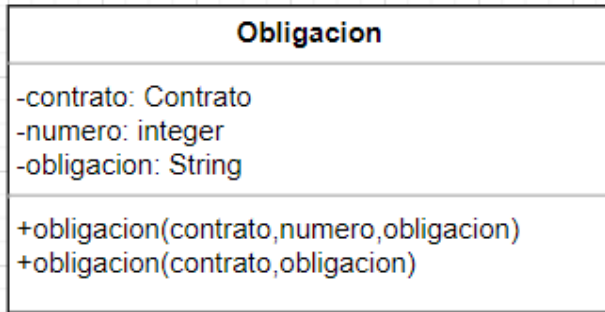 Obligacion
-contrato: Contrato
-numero: integer
-obligacion: String
+obligacion(contrato,numero,obligacion)
+obligacion(contrato,obligacion)